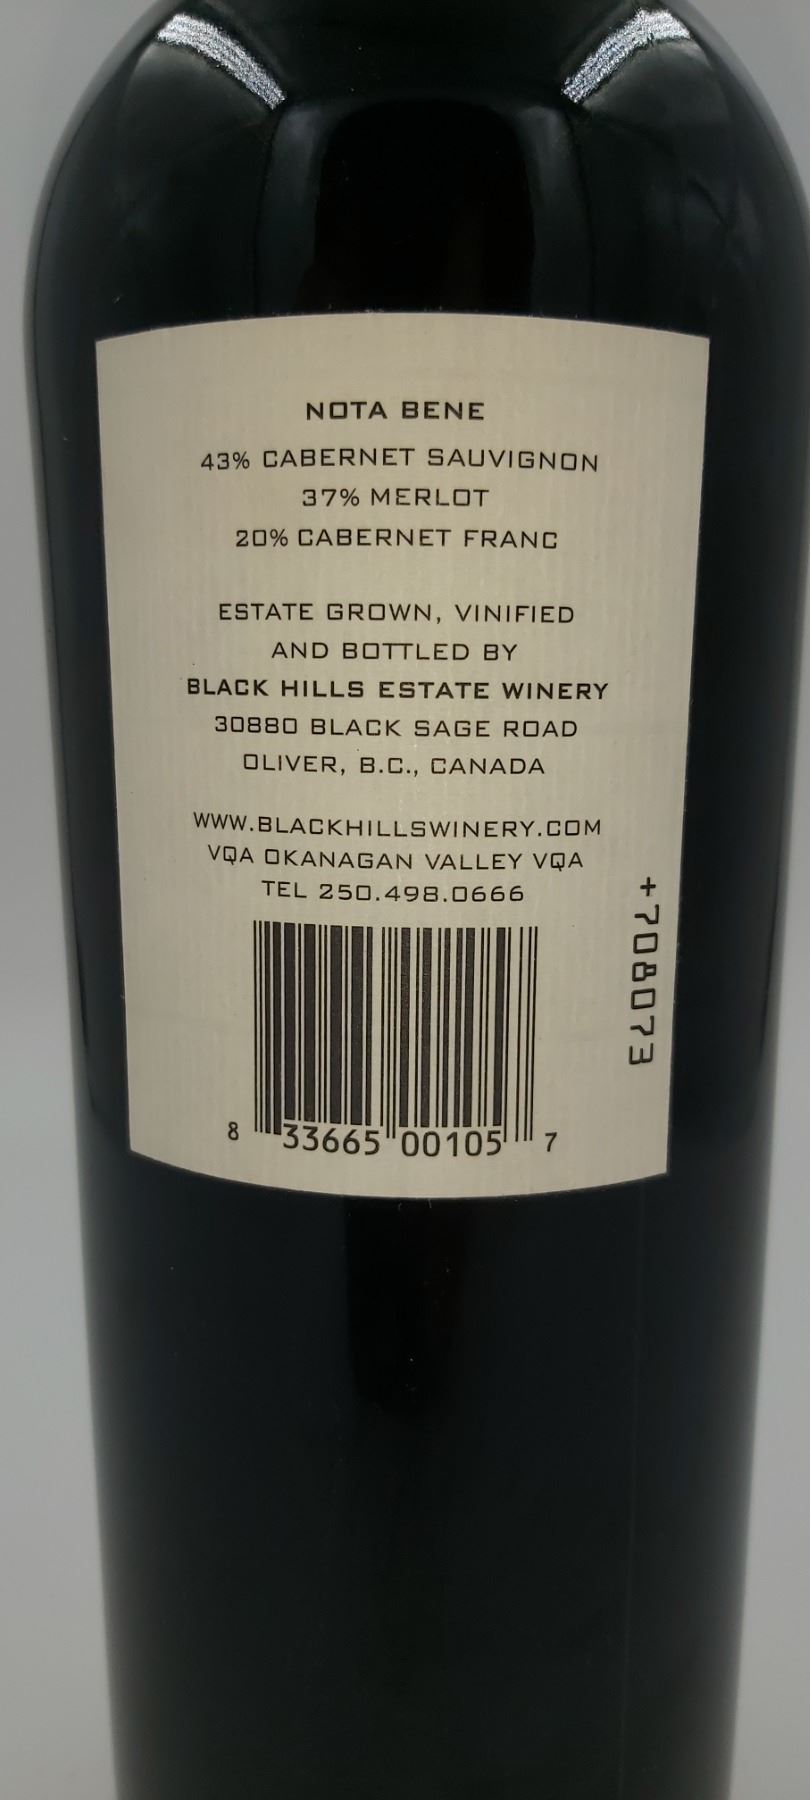 NOTA BENE
43% CABERNET SAUVIGNON
37% MERLOT
20% CABERNET FRANC
ESTATE GROWN, VINIFIED
AND BOTTLED BY
BLACK HILLS ESTATE WINERY
30880 BLACK SAGE ROAD
OLIVER, B.C., CANADA
WWW.BLACKHILLSWINERY.COM
VQA OKANAGAN VALLEY VQA
TEL 250.498.0666
+708073
8 33665 00105 7